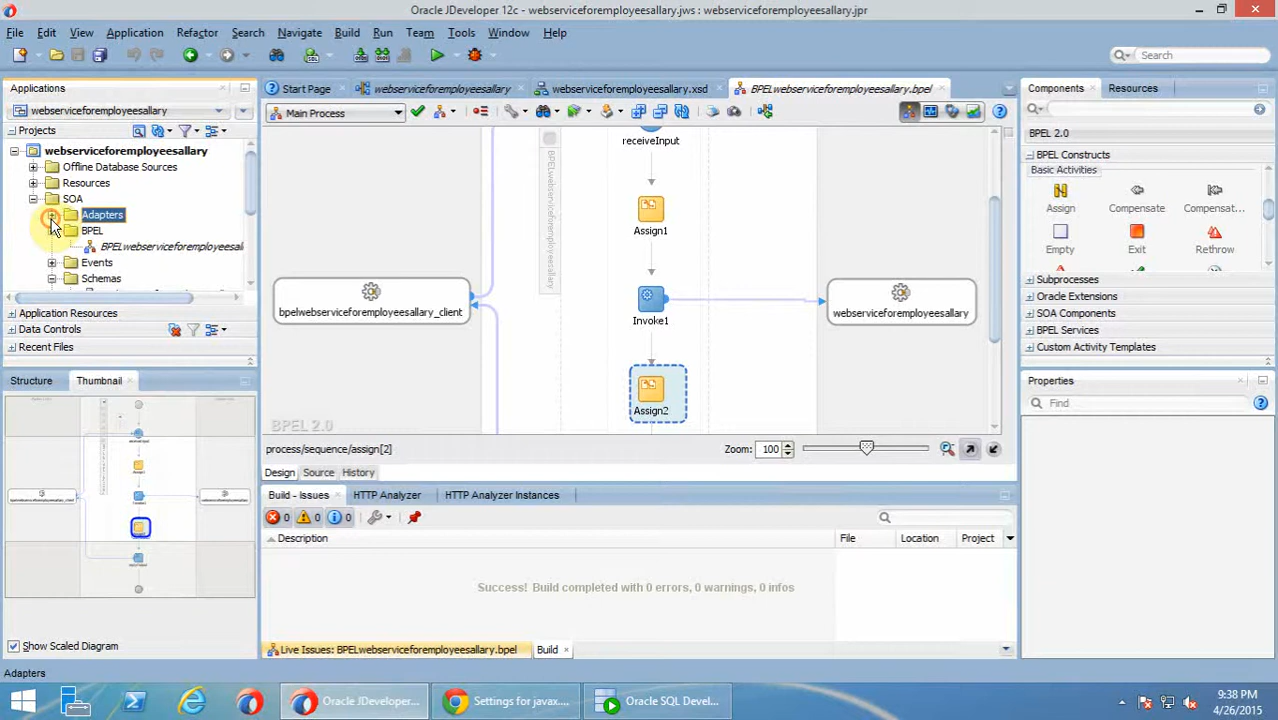 Oracle JDeveloper 12c - webserviceforemployeesallary.jws : webserviceforemployeesallary.jpr
File Edit View Application Refactor Search Navigate Build Run Team Tools Window Help
Search
Applications
Start Page
webserviceforemployeesallary
webserviceforemployeesallary.xsd
BPELwebserviceforemployeesallary.bpel
Components
Resources
webserviceforemployeesallary
Main Process
Projects
BPEL 2.0
webserviceforemployeesallary
Offline Database Sources
Resources
SOA
Adapters
BPEL
BPELwebserviceforemployeesal
Events
Schemas
Application Resources
Data Controls
Recent Files
BPELwebserviceforemployeesallary
receiveInput
Assign1
bpelwebserviceforemployeesallary_client
Invoke1
webserviceforemployeesallary
Assign2
BPEL 2.0
process/sequence/assign[2]
Zoom: 100
Design Source History
BPEL Constructs
Basic Activities
Assign Compensate Compensat...
Empty Exit Rethrow
Subprocesses
Oracle Extensions
SOA Components
BPEL Services
Custom Activity Templates
Structure
Thumbnail
Show Scaled Diagram
Build - Issues
HTTP Analyzer
HTTP Analyzer Instances
0 0 0
Description File Location Project
Success! Build completed with 0 errors, 0 warnings, 0 infos
Live Issues: BPELwebserviceforemployeesallary.bpel
Build
Properties
Find
Adapters
Oracle JDeveloper...
Settings for javax....
Oracle SQL Devel...
9:38 PM
4/26/2015